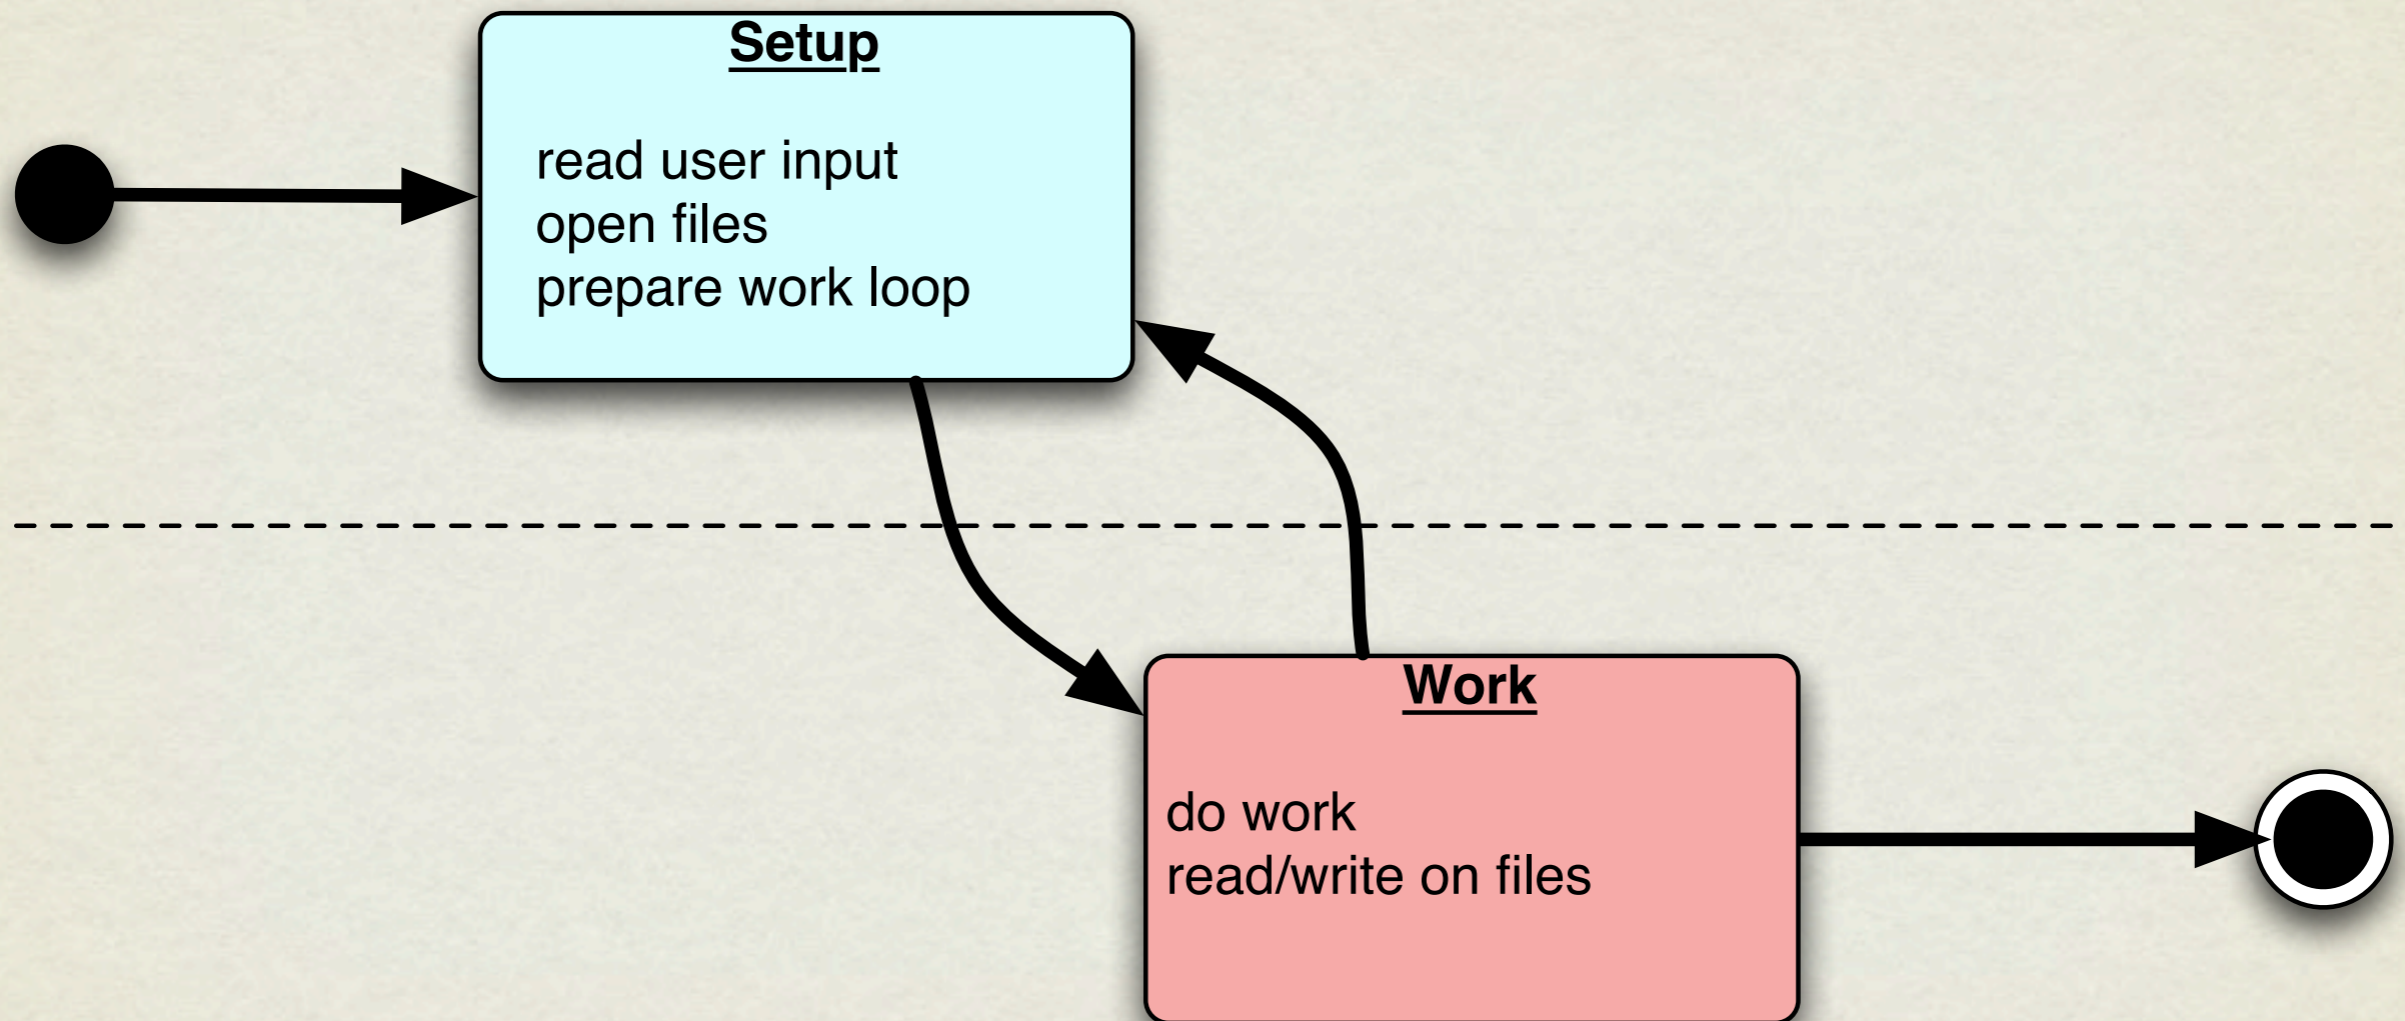 Setup
read user input
open files
prepare work loop
Work
do work
read/write on files